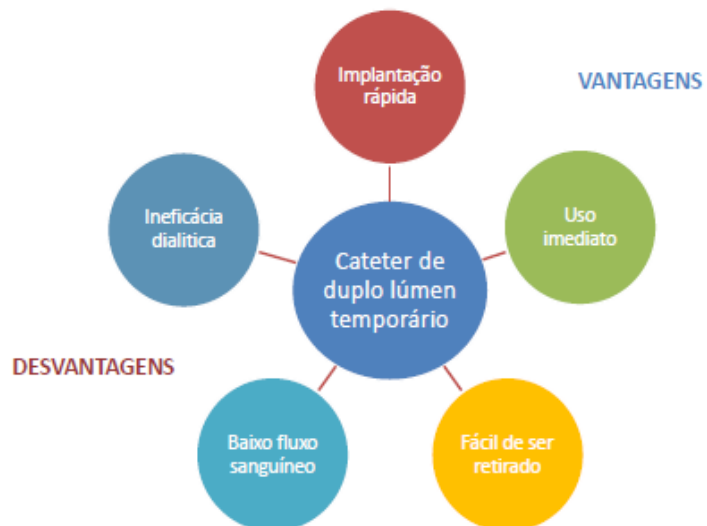 Implantação
rápida
VANTAGENS
Ineficácia
dialitica
Uso
imediato
Cateter de
duplo lúmen
temporário
DESVANTAGENS
Baixo fluxo
sanguíneo
Fácil de ser
retirado